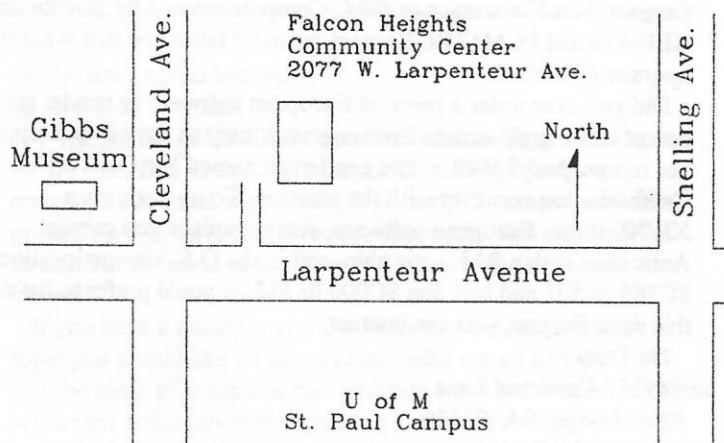 Falcon Heights
Community Center
2077 W. Larpenteur Ave.
Cleveland Ave.
Snelling Ave.
Gibbs
Museum
North
Larpenteur Avenue
U of M
St. Paul Campus